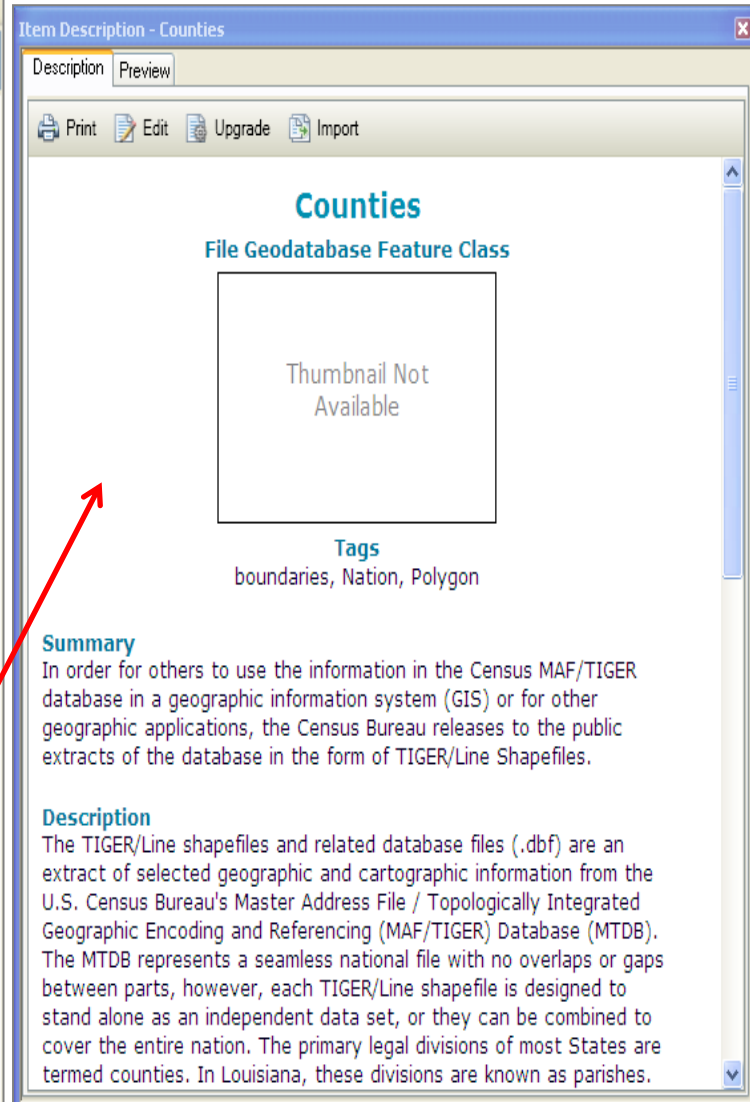 Item Description - Counties
Description Preview
Print Edit Upgrade Import
Counties
File Geodatabase Feature Class
Thumbnail Not
Available
Tags
boundaries, Nation, Polygon
Summary
In order for others to use the information in the Census MAF/TIGER
database in a geographic information system (GIS) or for other
geographic applications, the Census Bureau releases to the public
extracts of the database in the form of TIGER/Line Shapefiles.
Description
The TIGER/Line shapefiles and related database files (.dbf) are an
extract of selected geographic and cartographic information from the
U.S. Census Bureau's Master Address File / Topologically Integrated
Geographic Encoding and Referencing (MAF/TIGER) Database (MTDB).
The MTDB represents a seamless national file with no overlaps or gaps
between parts, however, each TIGER/Line shapefile is designed to
stand alone as an independent data set, or they can be combined to
cover the entire nation. The primary legal divisions of most States are
termed counties. In Louisiana, these divisions are known as parishes.